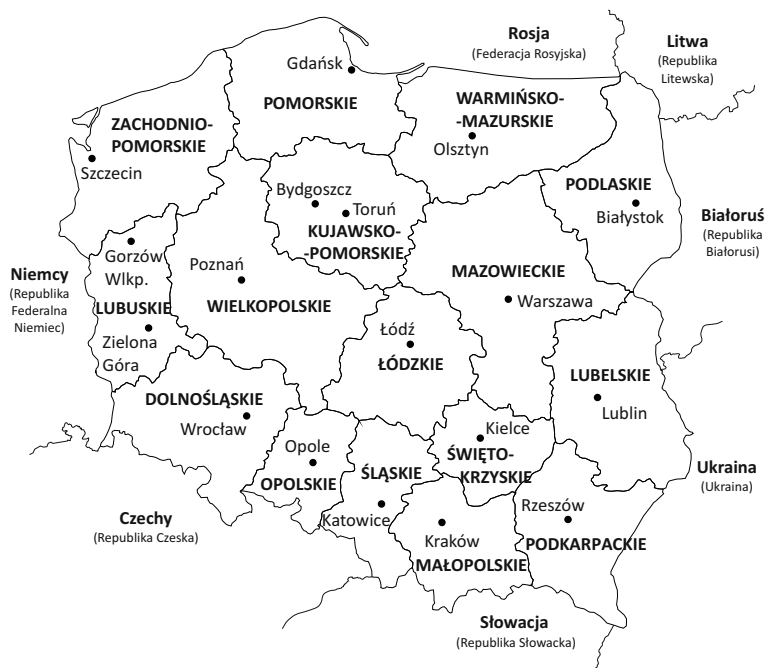 Rosja
(Federacja Rosyjska)
Litwa
(Republika
Litewska)
Gdańsk
POMORSKIE
WARMIŃSKO-
-MAZURSKIE
Olsztyn
ZACHODNIO-
POMORSKIE
Szczecin
Bydgoszcz
Toruń
KUJAWSKO-
-POMORSKIE
PODLASKIE
Białystok
Białoruś
(Republika
Białorusi)
Niemcy
(Republika
Federalna
Niemiec)
Gorzów
Wlkp.
LUBUSKIE
Zielona
Góra
Poznań
WIELKOPOLSKIE
MAZOWIECKIE
Warszawa
Łódź
ŁÓDZKIE
LUBELSKIE
Lublin
DOLNOŚLĄSKIE
Wrocław
Opole
OPOLSKIE
ŚLĄSKIE
Katowice
Kielce
ŚWIĘTO-
KRZYSKIE
Ukraina
(Ukraina)
Czechy
(Republika Czeska)
Kraków
MAŁOPOLSKIE
Rzeszów
PODKARPACKIE
Słowacja
(Republika Słowacka)